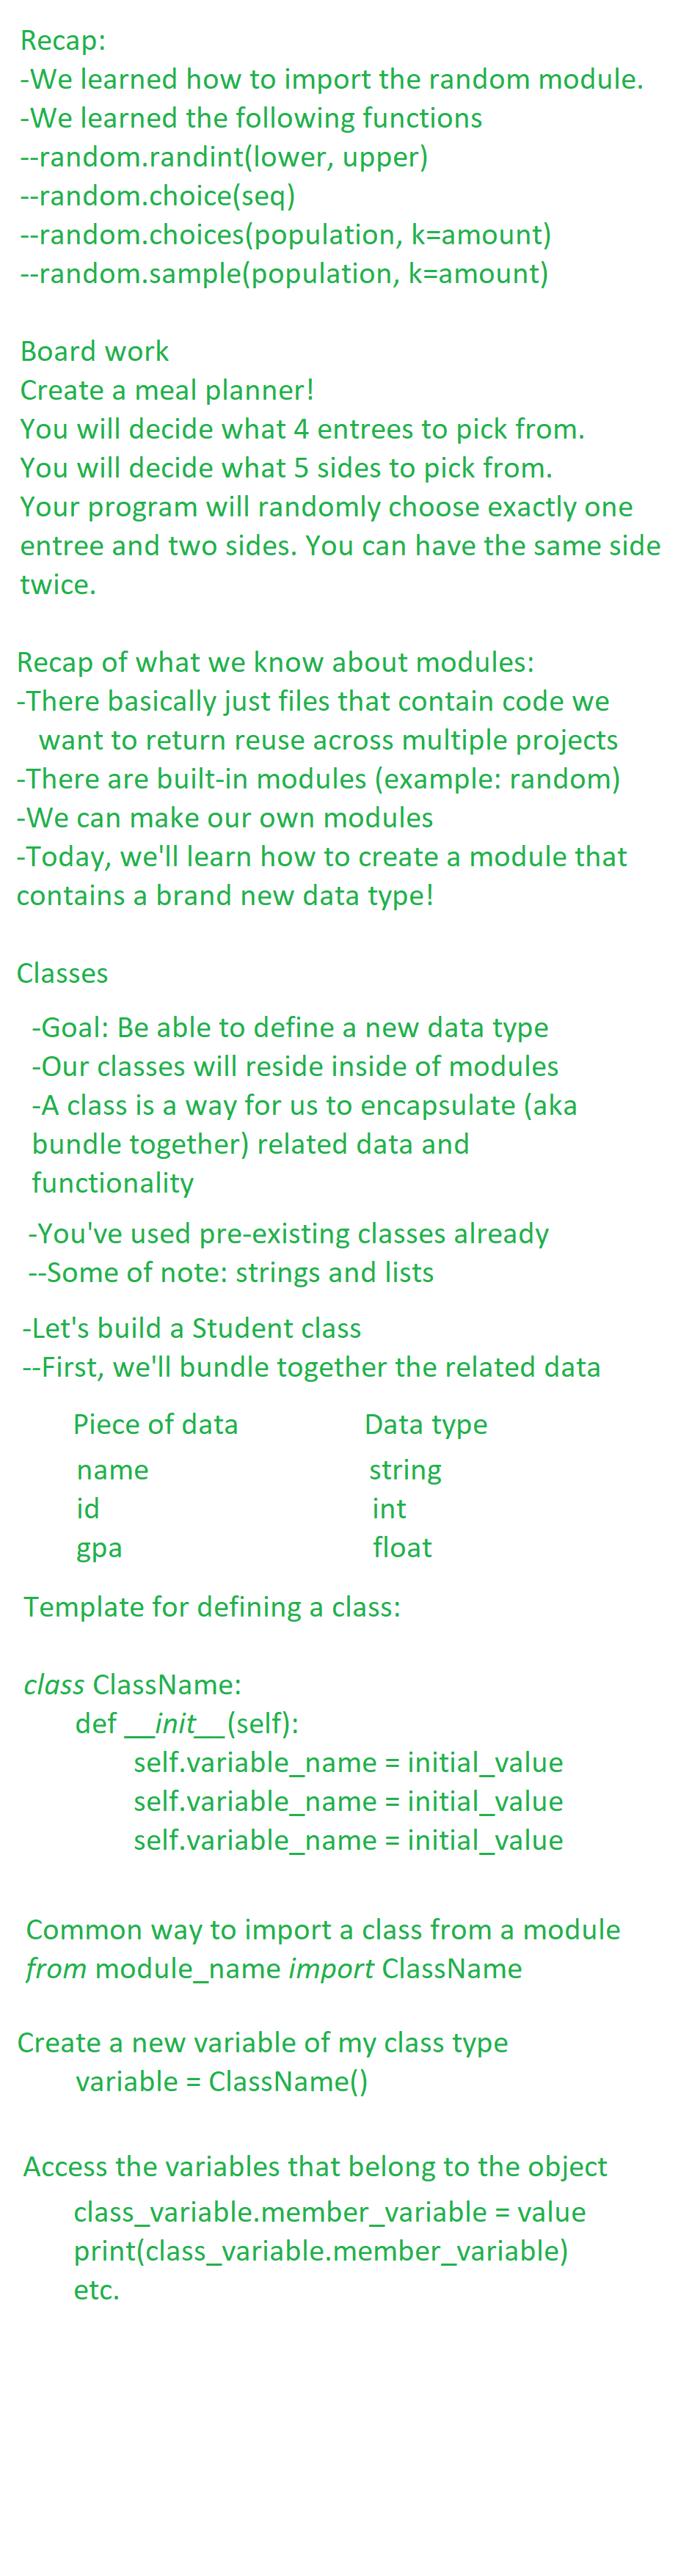 Recap:
-We learned how to import the random module.
-We learned the following functions
--random.randint(lower, upper)
--random.choice(seq)
--random.choices(population, k=amount)
--random.sample(population, k=amount)
Board work
Create a meal planner!
You will decide what 4 entrees to pick from.
You will decide what 5 sides to pick from.
Your program will randomly choose exactly one
entree and two sides. You can have the same side
twice.
Recap of what we know about modules:
-There basically just files that contain code we
want to return reuse across multiple projects
-There are built-in modules (example: random)
-We can make our own modules
-Today, we'll learn how to create a module that
contains a brand new data type!
Classes
-Goal: Be able to define a new data type
-Our classes will reside inside of modules
-A class is a way for us to encapsulate (aka
bundle together) related data and
functionality
-You've used pre-existing classes already
--Some of note: strings and lists
-Let's build a Student class
--First, we'll bundle together the related data
Piece of data Data type
name string
id int
gpa float
Template for defining a class:
class ClassName:
def __init__(self):
self.variable_name = initial_value
self.variable_name = initial_value
self.variable_name = initial_value
Common way to import a class from a module
from module_name import ClassName
Create a new variable of my class type
variable = ClassName()
Access the variables that belong to the object
class_variable.member_variable = value
print(class_variable.member_variable)
etc.